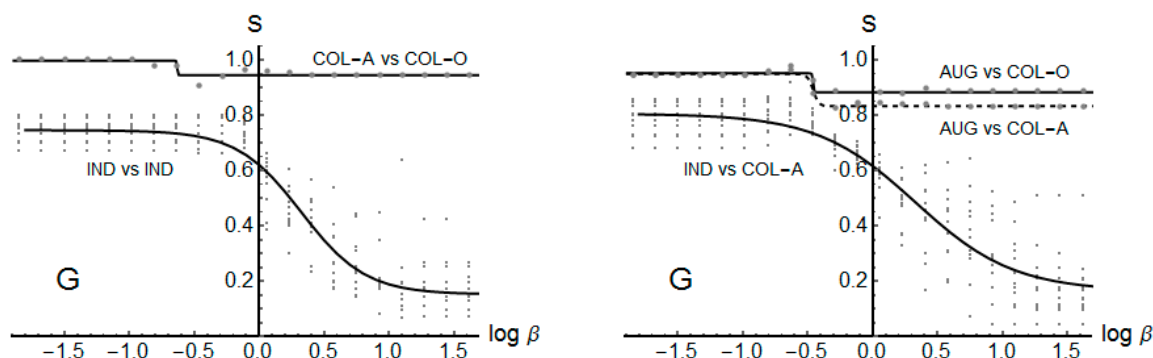 S
1.0
COL−A vs COL−O
0.8
IND vs IND
0.6
0.4
G
0.2
log β
−1.5 −1.0 −0.5 0.0 0.5 1.0 1.5
S
1.0
AUG vs COL−O
0.8
AUG vs COL−A
IND vs COL−A
0.6
0.4
G
0.2
log β
−1.5 −1.0 −0.5 0.0 0.5 1.0 1.5